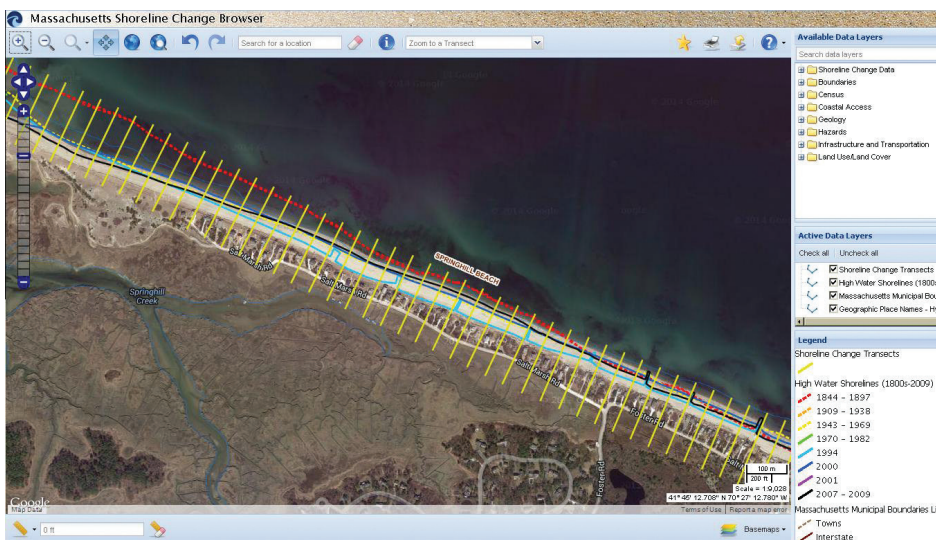 Massachusetts Shoreline Change Browser
Search for a location
Zoom to a Transect
Available Data Layers
Search data layers
Shoreline Change Data
Boundaries
Census
Coastal Access
Geology
Hazards
Infrastructure and Transportation
Land Use/Land Cover
Active Data Layers
Check all Uncheck all
Shoreline Change Transects
High Water Shorelines (1800s
Massachusetts Municipal Bou
Geographic Place Names - Hy
Legend
Shoreline Change Transects
High Water Shorelines (1800s-2009)
1844 - 1897
1909 - 1938
1943 - 1969
1970 - 1982
1994
2000
2001
2007 - 2009
Massachusetts Municipal Boundaries Li
Towns
Interstate
Salt Marsh Rd
Salt Marsh Rd
SPRINGHILL BEACH
Springhill
Creek
Salt Marsh Rd
Foster Rd
Foster Rd
100 m
200 ft
Scale = 1:9,028
41° 45' 12.708" N 70° 27' 12.780" W
Google
Map Data
Terms of Use
Report a map error
0 ft
Basemaps